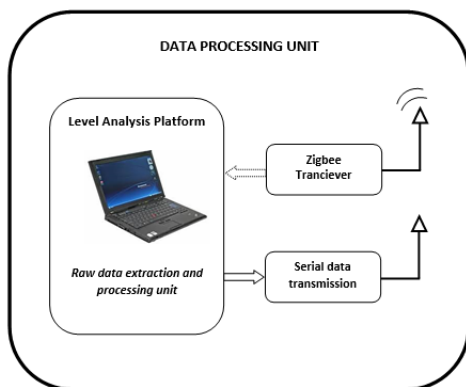 DATA PROCESSING UNIT
Level Analysis Platform
Zigbee
Tranciever
Raw data extraction and
processing unit
Serial data
transmission